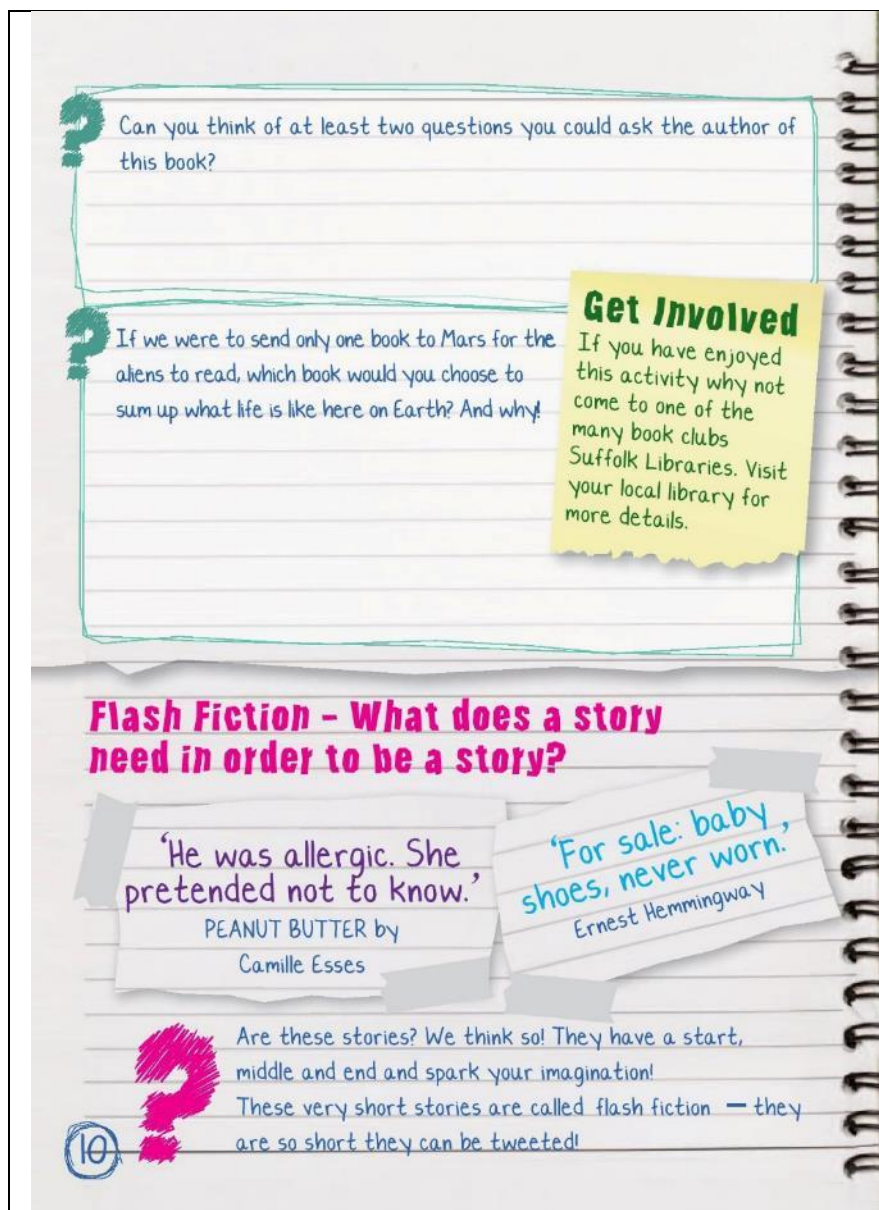 Can you think of at least two questions you could ask the author of
this book?
If we were to send only one book to Mars for the
aliens to read, which book would you choose to
sum up what life is like here on Earth? And why!
Get Involved
If you have enjoyed
this activity why not
come to one of the
many book clubs
Suffolk Libraries. Visit
your local library for
more details.
Flash Fiction - What does a story
need in order to be a story?
‘He was allergic. She
pretended not to know.’
PEANUT BUTTER by
Camille Esses
‘For sale: baby
shoes, never worn.’
Ernest Hemmingway
Are these stories? We think so! They have a start,
middle and end and spark your imagination!
These very short stories are called flash fiction – they
are so short they can be tweeted!
10